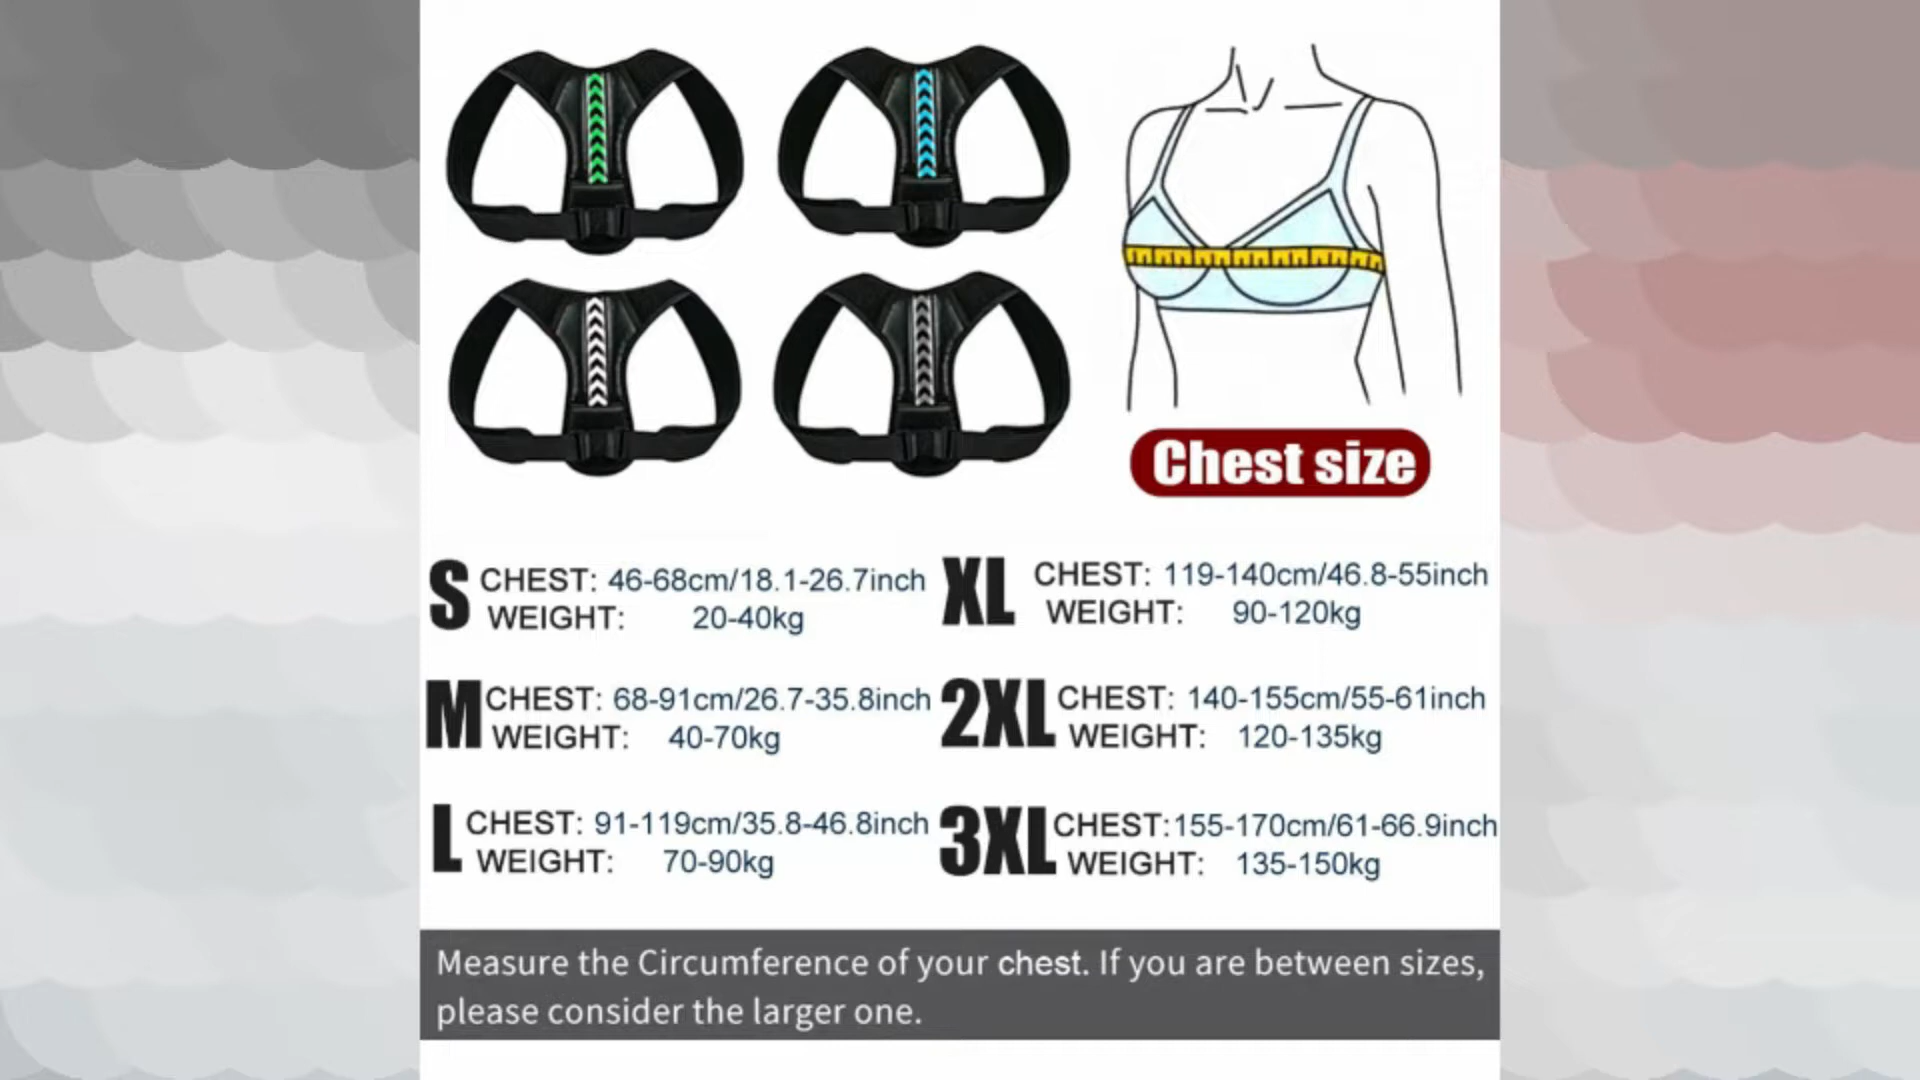 Chest size
S CHEST: 46-68cm/18.1-26.7inch
WEIGHT: 20-40kg
M CHEST: 68-91cm/26.7-35.8inch
WEIGHT: 40-70kg
L CHEST: 91-119cm/35.8-46.8inch
WEIGHT: 70-90kg
XL CHEST: 119-140cm/46.8-55inch
WEIGHT: 90-120kg
2XL CHEST: 140-155cm/55-61inch
WEIGHT: 120-135kg
3XL CHEST:155-170cm/61-66.9inch
WEIGHT: 135-150kg
Measure the Circumference of your chest. If you are between sizes,
please consider the larger one.